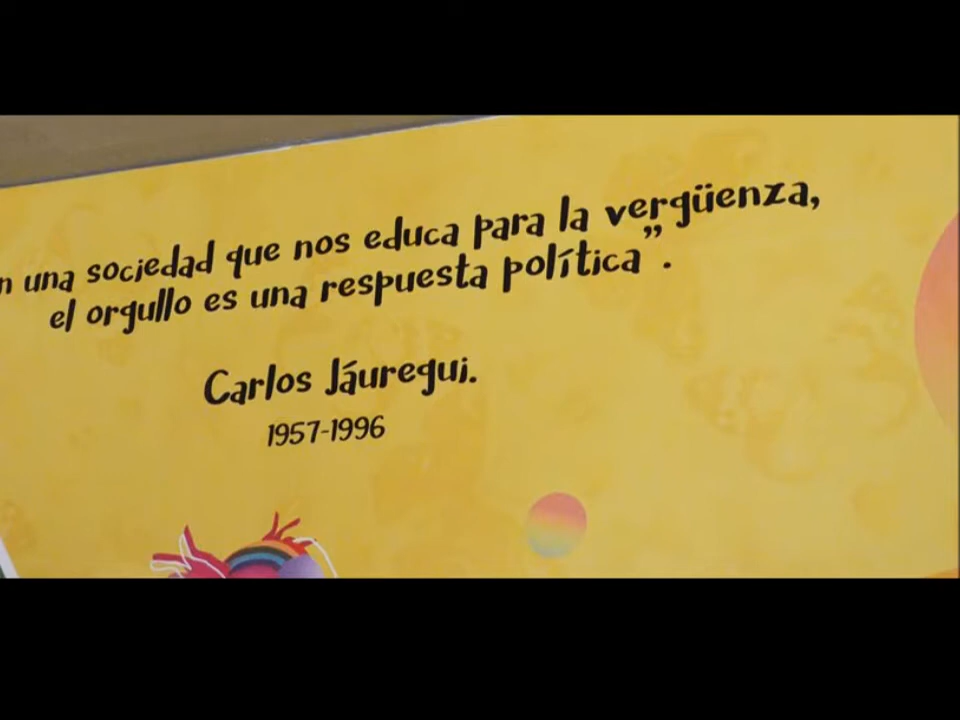 una sociedad que nos educa para la vergüenza,
el orgullo es una respuesta política”.
Carlos Jáuregui.
1957-1996